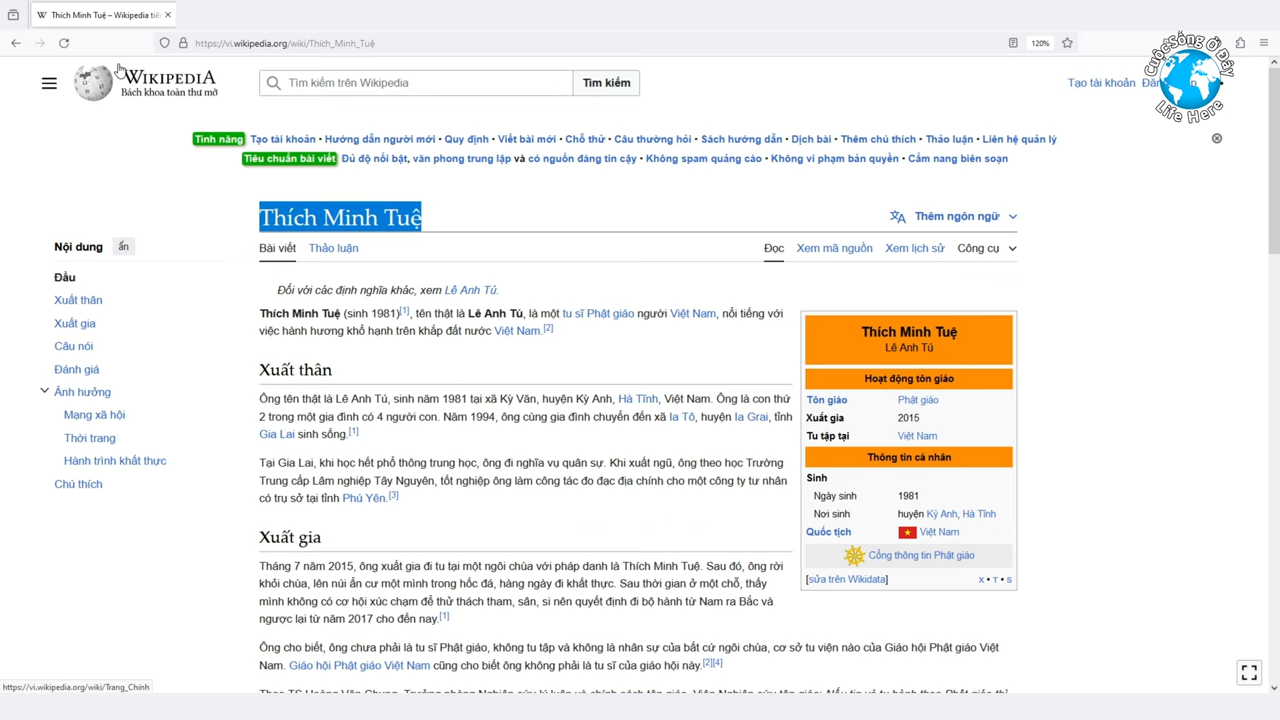 Thích Minh Tuệ – Wikipedia tiế
https://vi.wikipedia.org/wiki/Thích_Minh_Tuệ
120%
WIKIPEDIA
Bách khoa toàn thư mở
Tìm kiếm trên Wikipedia
Tìm kiếm
Tạo tài khoản
Cuộc Sống Ở Đây
Life Here
Tính năng Tạo tài khoản • Hướng dẫn người mới • Quy định • Viết bài mới • Chỗ thử • Câu thường hỏi • Sách hướng dẫn • Dịch bài • Thêm chú thích • Thảo luận • Liên hệ quản lý
Tiêu chuẩn bài viết Đủ độ nổi bật, văn phong trung lập và có nguồn đáng tin cậy • Không spam quảng cáo • Không vi phạm bản quyền • Cẩm nang biên soạn
Thích Minh Tuệ
Thêm ngôn ngữ
Bài viết Thảo luận
Đọc Xem mã nguồn Xem lịch sử Công cụ
Nội dung ẩn
Đầu
Xuất thân
Xuất gia
Câu nói
Đánh giá
Ảnh hưởng
Mạng xã hội
Thời trang
Hành trình khất thực
Chú thích
Đối với các định nghĩa khác, xem Lê Anh Tú.
Thích Minh Tuệ (sinh 1981)[1], tên thật là Lê Anh Tú, là một tu sĩ Phật giáo người Việt Nam, nổi tiếng với
việc hành hương khổ hạnh trên khắp đất nước Việt Nam.[2]
Xuất thân
Ông tên thật là Lê Anh Tú, sinh năm 1981 tại xã Kỳ Văn, huyện Kỳ Anh, Hà Tĩnh, Việt Nam. Ông là con thứ
2 trong một gia đình có 4 người con. Năm 1994, ông cùng gia đình chuyển đến xã Ia Tô, huyện Ia Grai, tỉnh
Gia Lai sinh sống.[1]
Tại Gia Lai, khi học hết phổ thông trung học, ông đi nghĩa vụ quân sự. Khi xuất ngũ, ông theo học Trường
Trung cấp Lâm nghiệp Tây Nguyên, tốt nghiệp ông làm công tác đo đạc địa chính cho một công ty tư nhân
có trụ sở tại tỉnh Phú Yên.[3]
Xuất gia
Tháng 7 năm 2015, ông xuất gia đi tu tại một ngôi chùa với pháp danh là Thích Minh Tuệ. Sau đó, ông rời
khỏi chùa, lên núi ẩn cư một mình trong hốc đá, hàng ngày đi khất thực. Sau thời gian ở một chỗ, thấy
mình không có cơ hội xúc chạm để thử thách tham, sân, si nên quyết định đi bộ hành từ Nam ra Bắc và
ngược lại từ năm 2017 cho đến nay.[1]
Ông cho biết, ông chưa phải là tu sĩ Phật giáo, không tu tập và không là nhân sự của bất cứ ngôi chùa, cơ sở tu viện nào của Giáo hội Phật giáo Việt
Nam. Giáo hội Phật giáo Việt Nam cũng cho biết ông không phải là tu sĩ của giáo hội này.[2][4]
Thích Minh Tuệ
Lê Anh Tú
Hoạt động tôn giáo
Tôn giáo Phật giáo
Xuất gia 2015
Tu tập tại Việt Nam
Thông tin cá nhân
Sinh
Ngày sinh 1981
Nơi sinh huyện Kỳ Anh, Hà Tĩnh
Quốc tịch Việt Nam
Cổng thông tin Phật giáo
[sửa trên Wikidata] X • T • S
https://vi.wikipedia.org/wiki/Trang_Chính